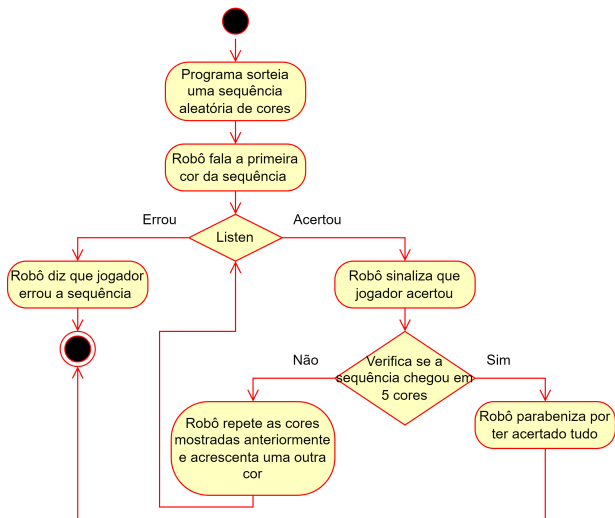 Programa sorteia
uma sequência
aleatória de cores
Robô fala a primeira
cor da sequência
Errou
Acertou
Listen
Robô diz que jogador
errou a sequência
Robô sinaliza que
jogador acertou
Não
Verifica se a
sequência chegou em
5 cores
Sim
Robô repete as cores
mostradas anteriormente
e acrescenta uma outra
cor
Robô parabeniza por
ter acertado tudo